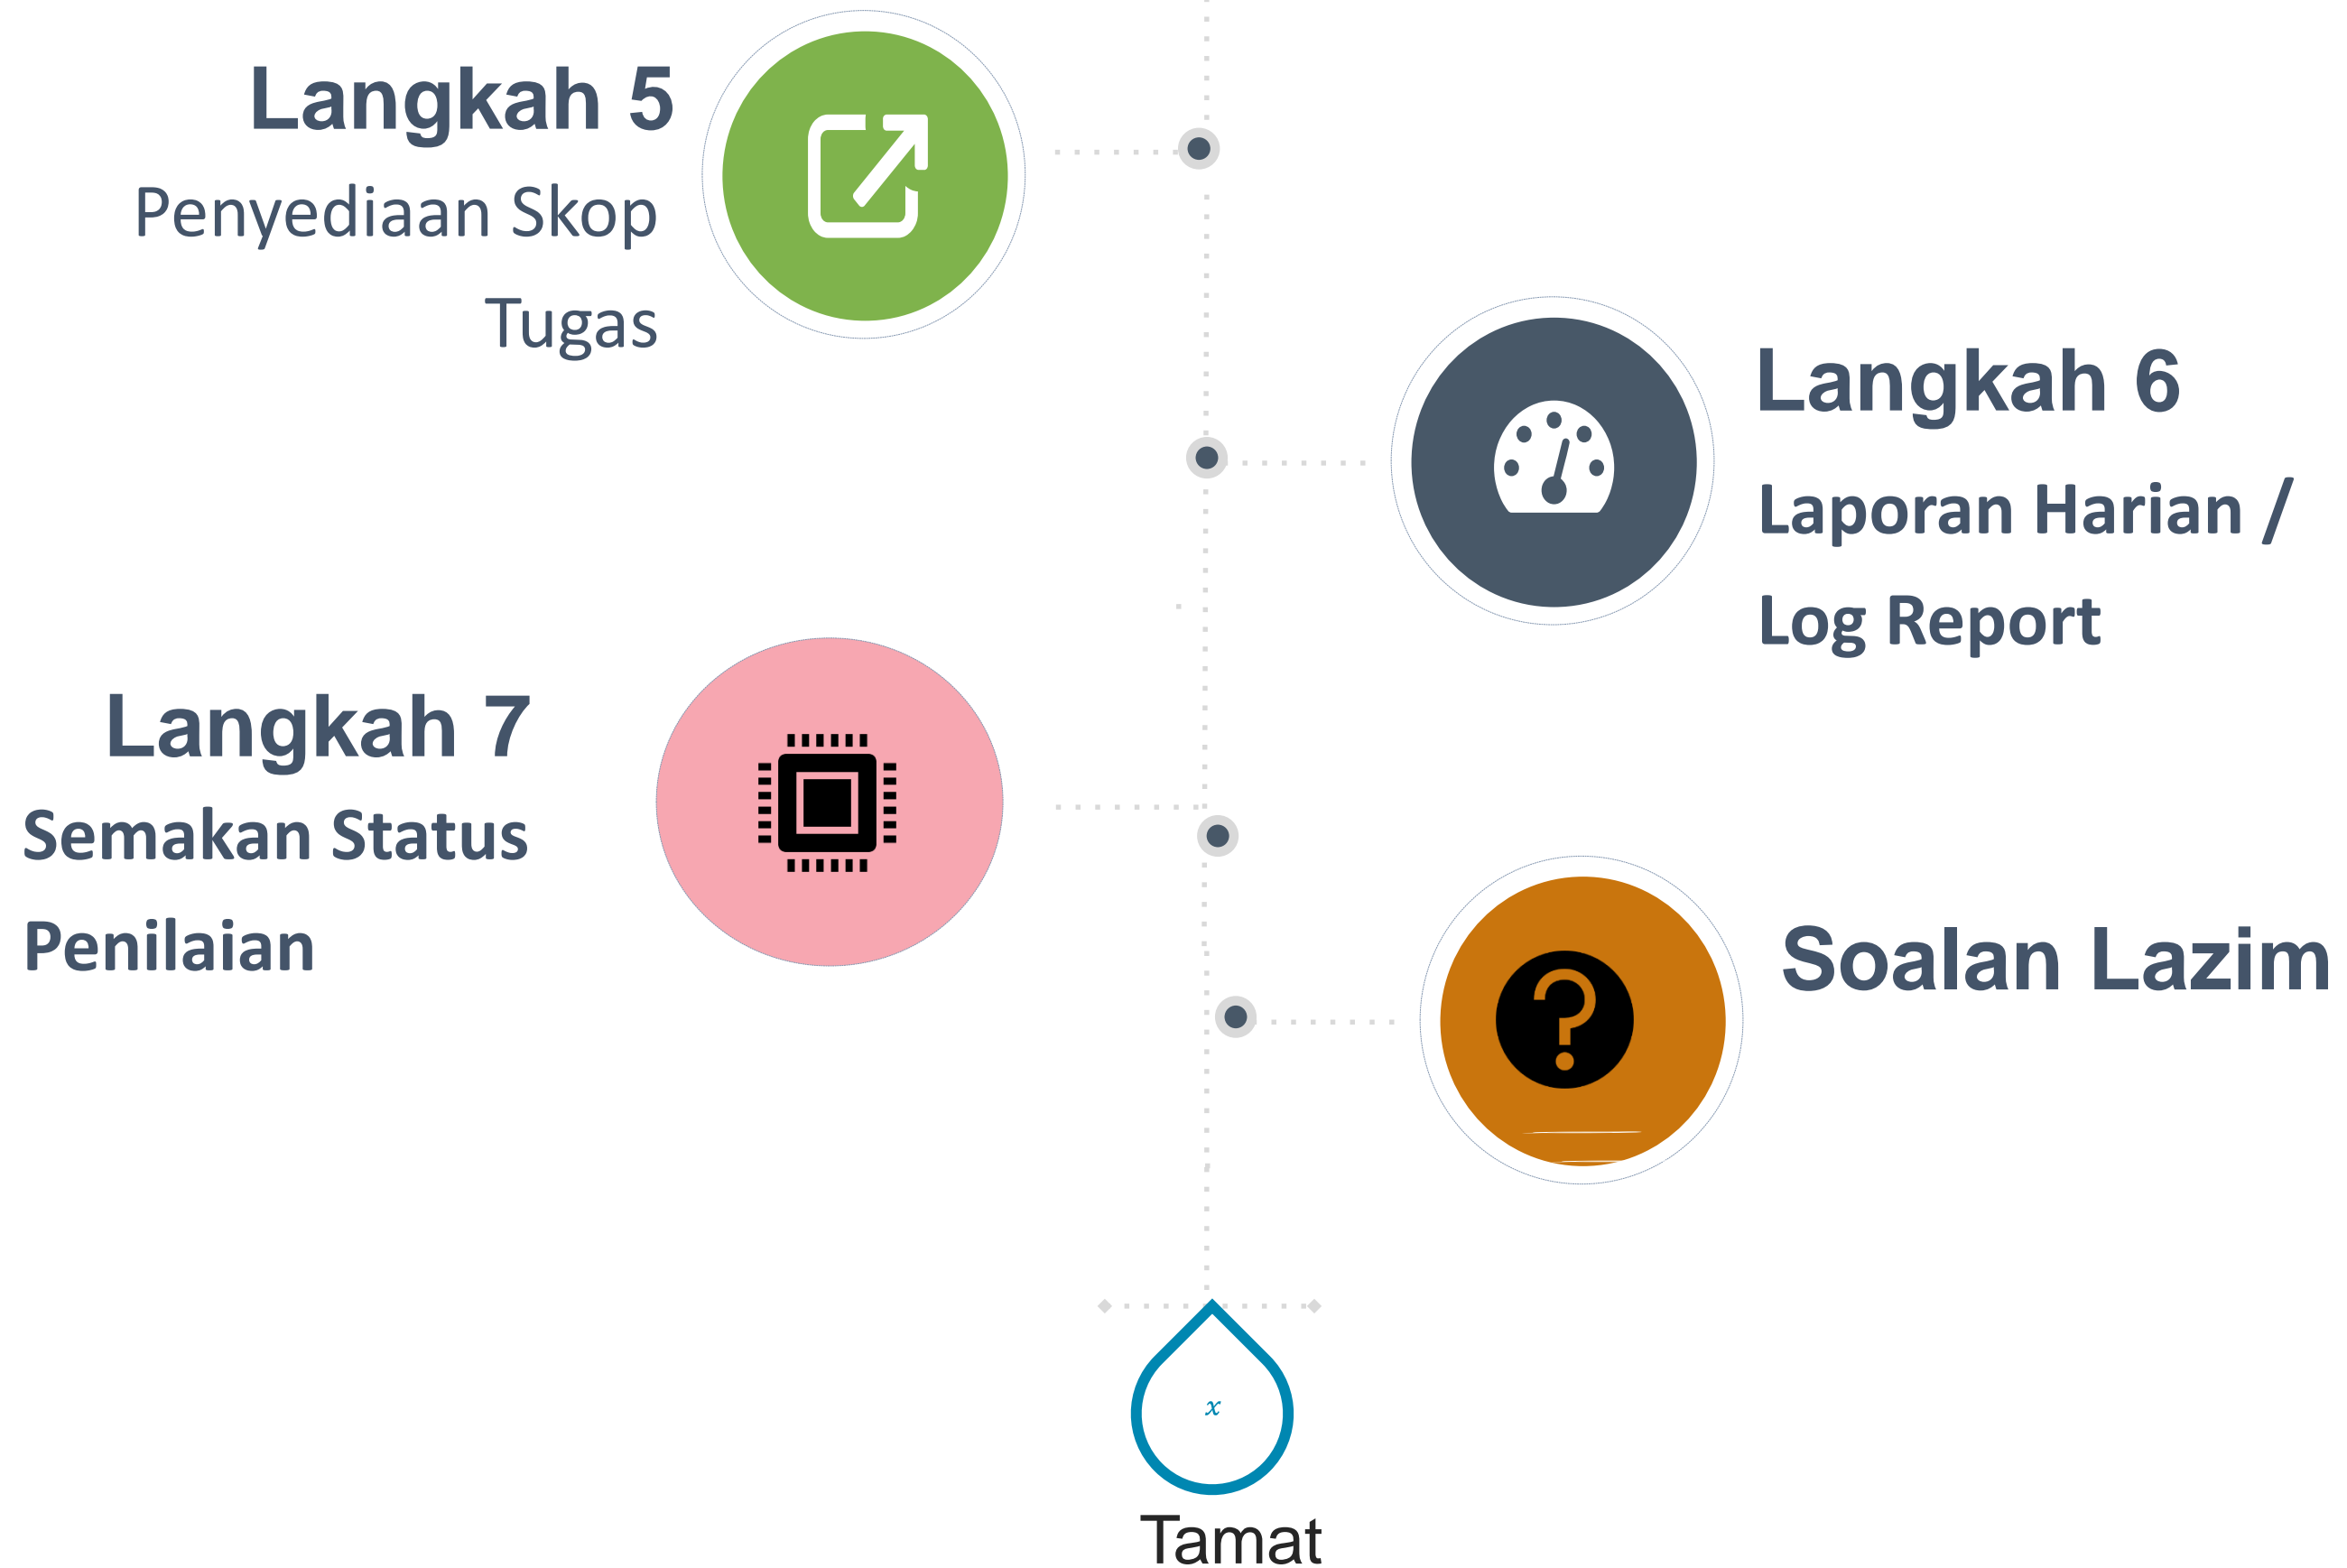 Langkah 5
Penyediaan Skop
Tugas
Langkah 6
Laporan Harian /
Log Report
Langkah 7
Semakan Status
Penilaian
?
Soalan Lazim
x
Tamat